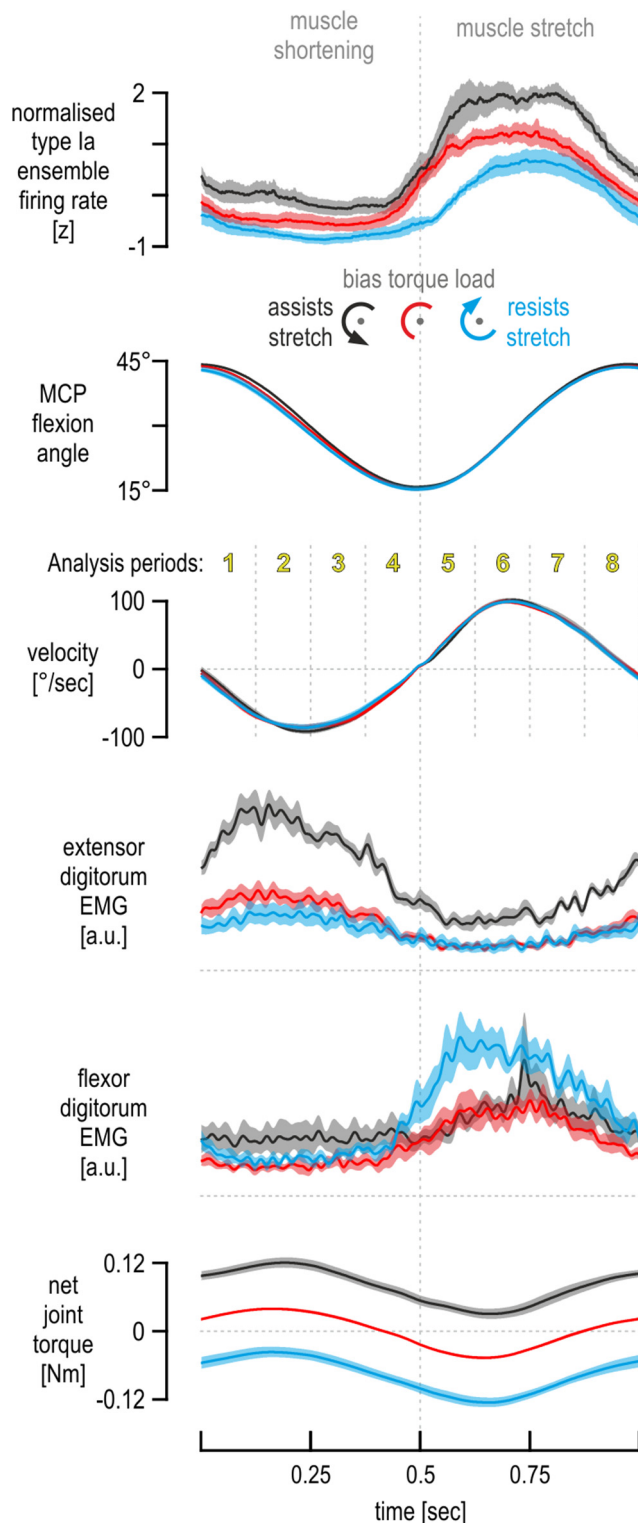 muscle
shortening
muscle stretch
normalised
type Ia
ensemble
firing rate
[z]
2
-1
bias torque load
assists
stretch
resists
stretch
MCP
flexion
angle
45°
15°
Analysis periods: 1 2 3 4 5 6 7 8
velocity
[°/sec]
100
0
-100
extensor
digitorum
EMG
[a.u.]
flexor
digitorum
EMG
[a.u.]
net
joint
torque
[Nm]
0.12
0
-0.12
0.25 0.5 0.75
time [sec]